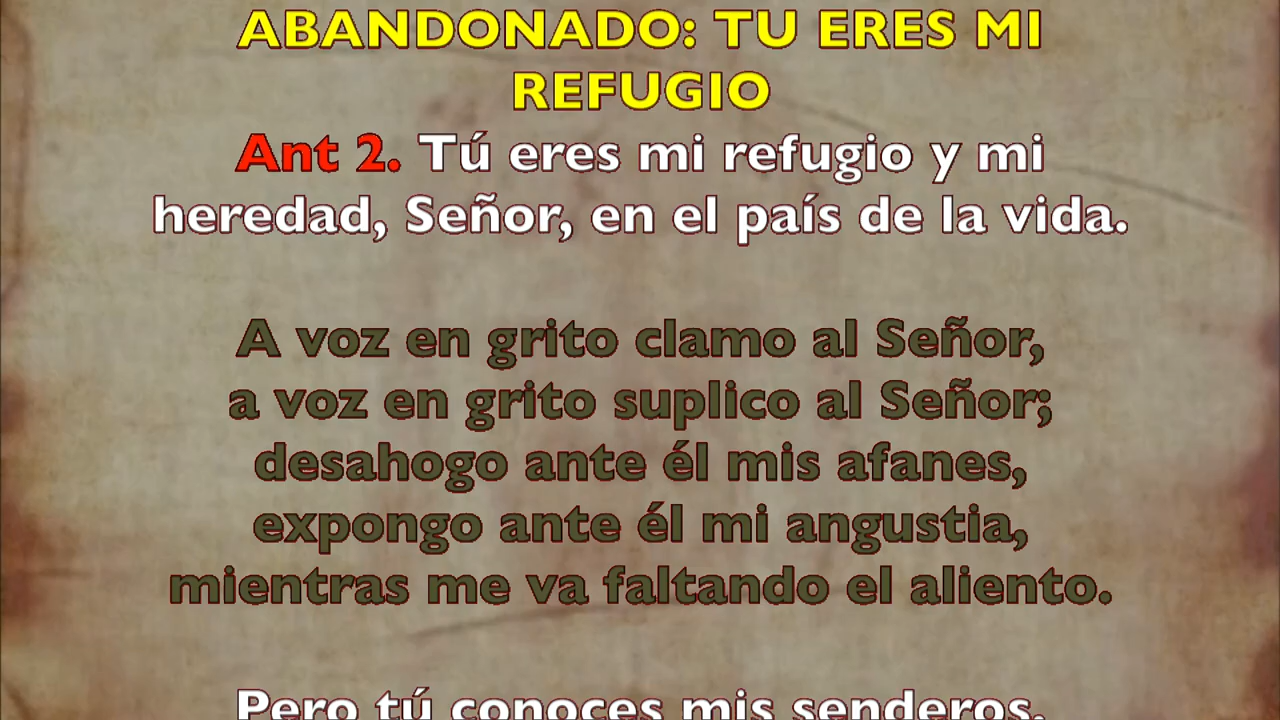 ABANDONADO: TU ERES MI
REFUGIO
Ant 2. Tú eres mi refugio y mi
heredad, Señor, en el país de la vida.
A voz en grito clamo al Señor,
a voz en grito suplico al Señor;
desahogo ante él mis afanes,
expongo ante él mi angustia,
mientras me va faltando el aliento.
Pero tú conoces mis senderos,